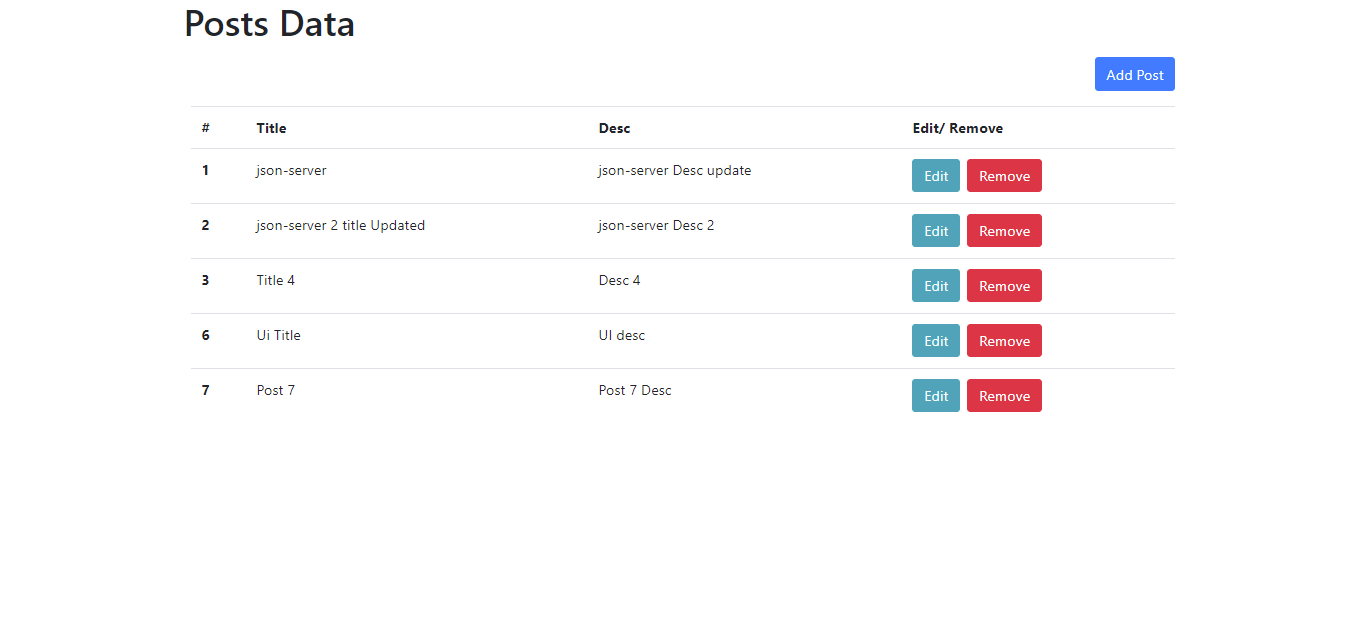 Posts Data
Add Post
# Title Desc Edit/ Remove
1 json-server json-server Desc update Edit Remove
2 json-server 2 title Updated json-server Desc 2 Edit Remove
3 Title 4 Desc 4 Edit Remove
6 Ui Title UI desc Edit Remove
7 Post 7 Post 7 Desc Edit Remove